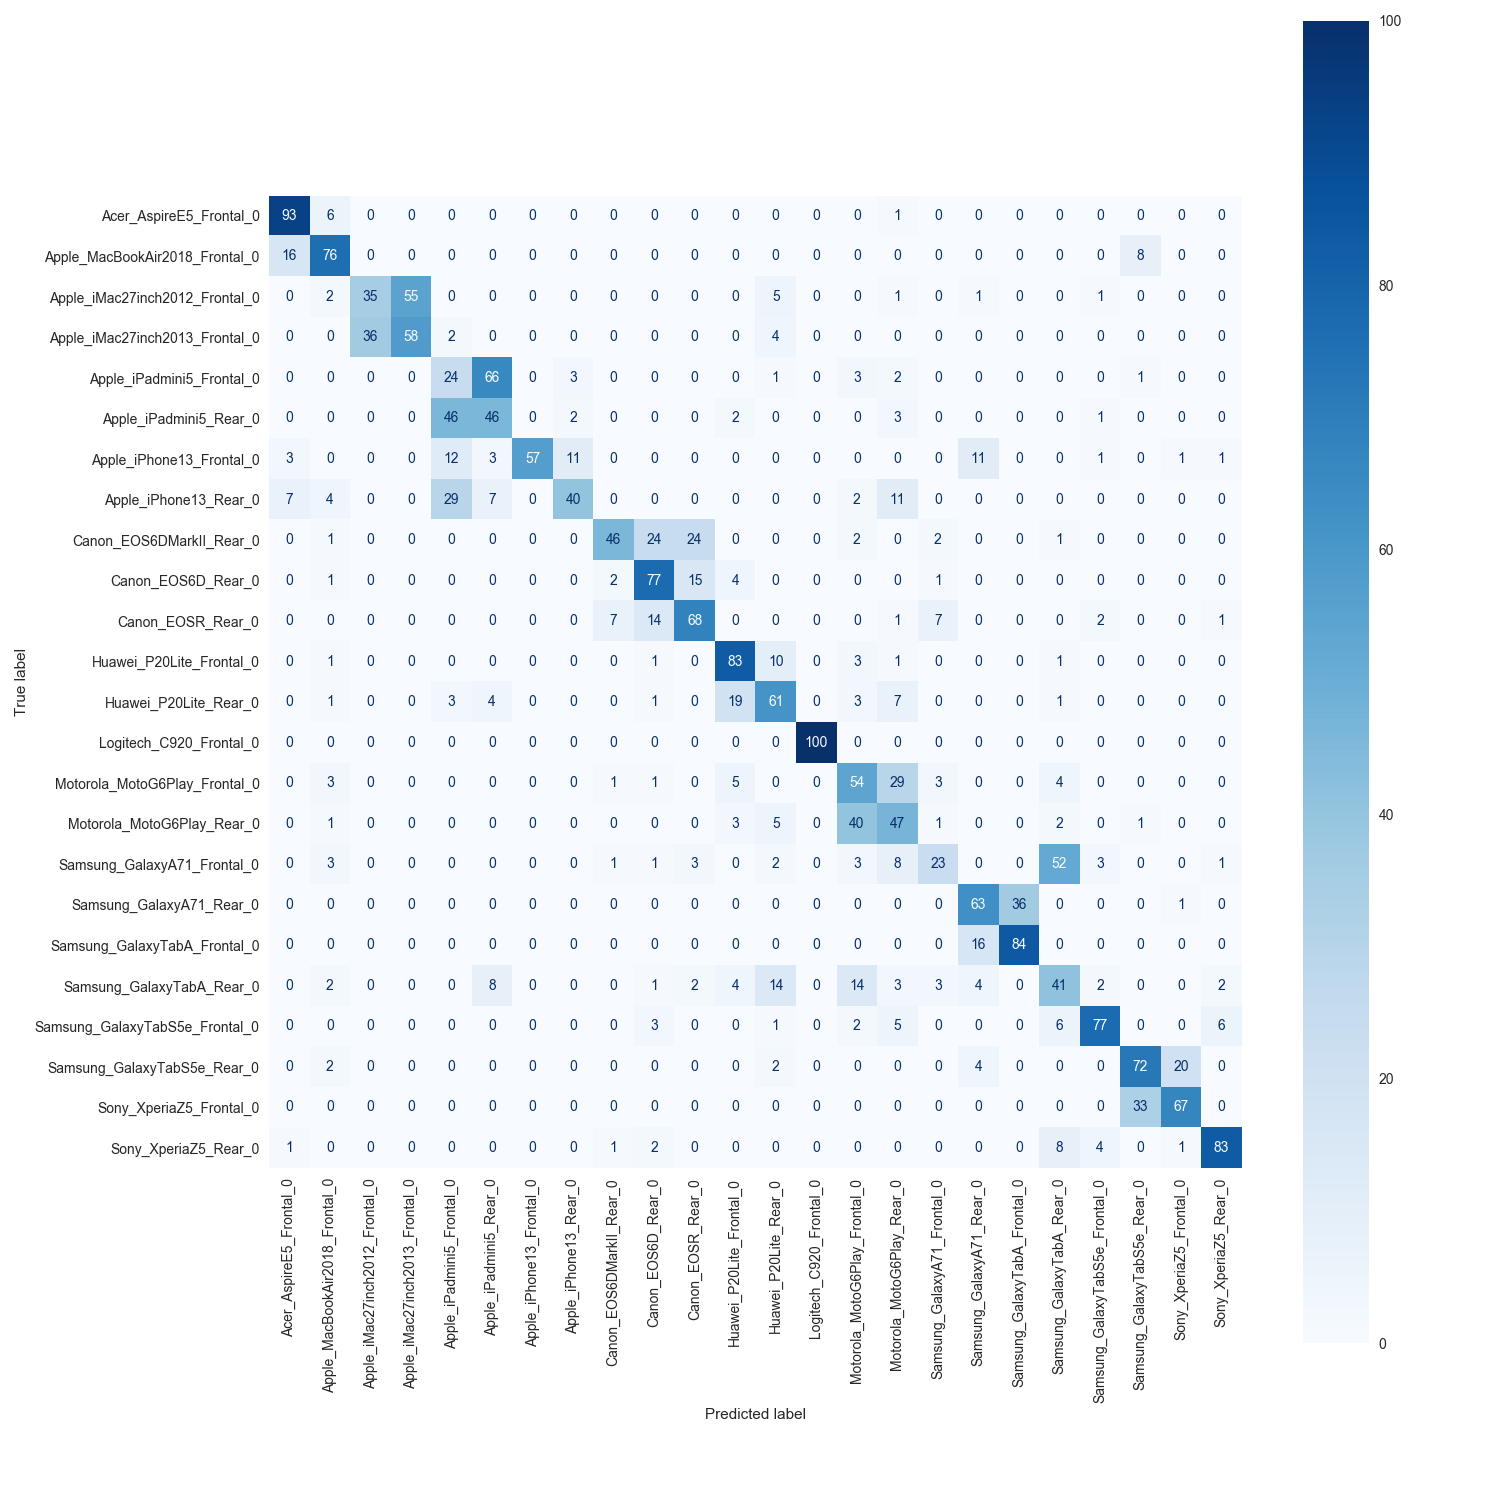 100
Acer_AspireE5_Frontal_0 93 6 0 0 0 0 0 0 0 0 0 0 0 0 0 1 0 0 0 0 0 0 0 0
Apple_MacBookAir2018_Frontal_0 16 76 0 0 0 0 0 0 0 0 0 0 0 0 0 0 0 0 0 0 0 8 0 0
80
Apple_iMac27inch2012_Frontal_0 0 2 35 55 0 0 0 0 0 0 0 0 5 0 0 1 0 1 0 0 1 0 0 0
Apple_iMac27inch2013_Frontal_0 0 0 36 58 2 0 0 0 0 0 0 0 4 0 0 0 0 0 0 0 0 0 0 0
Apple_iPadmini5_Frontal_0 0 0 0 0 24 66 0 3 0 0 0 0 1 0 3 2 0 0 0 0 0 1 0 0
Apple_iPadmini5_Rear_0 0 0 0 0 46 46 0 2 0 0 0 2 0 0 0 3 0 0 0 0 1 0 0 0
Apple_iPhone13_Frontal_0 3 0 0 0 12 3 57 11 0 0 0 0 0 0 0 0 0 11 0 0 1 0 1 1
Apple_iPhone13_Rear_0 7 4 0 0 29 7 0 40 0 0 0 0 0 0 2 11 0 0 0 0 0 0 0 0
Canon_EOS6DMarkII_Rear_0 0 1 0 0 0 0 0 0 46 24 24 0 0 0 2 0 2 0 0 1 0 0 0 0
60
Canon_EOS6D_Rear_0 0 1 0 0 0 0 0 0 2 77 15 4 0 0 0 0 1 0 0 0 0 0 0 0
Canon_EOSR_Rear_0 0 0 0 0 0 0 0 0 7 14 68 0 0 0 0 1 7 0 0 0 2 0 0 1
Huawei_P20Lite_Frontal_0 0 1 0 0 0 0 0 0 0 1 0 83 10 0 3 1 0 0 0 1 0 0 0 0
True label
Huawei_P20Lite_Rear_0 0 1 0 0 3 4 0 0 0 1 0 19 61 0 3 7 0 0 0 1 0 0 0 0
Logitech_C920_Frontal_0 0 0 0 0 0 0 0 0 0 0 0 0 0 100 0 0 0 0 0 0 0 0 0 0
Motorola_MotoG6Play_Frontal_0 0 3 0 0 0 0 0 0 1 1 0 5 0 0 54 29 3 0 0 4 0 0 0 0
40
Motorola_MotoG6Play_Rear_0 0 1 0 0 0 0 0 0 0 0 0 3 5 0 40 47 1 0 0 2 0 1 0 0
Samsung_GalaxyA71_Frontal_0 0 3 0 0 0 0 0 0 1 1 3 0 2 0 3 8 23 0 0 52 3 0 0 1
Samsung_GalaxyA71_Rear_0 0 0 0 0 0 0 0 0 0 0 0 0 0 0 0 0 0 63 36 0 0 0 1 0
Samsung_GalaxyTabA_Frontal_0 0 0 0 0 0 0 0 0 0 0 0 0 0 0 0 0 0 16 84 0 0 0 0 0
Samsung_GalaxyTabA_Rear_0 0 2 0 0 0 8 0 0 0 1 2 4 14 0 14 3 3 4 0 41 2 0 0 2
Samsung_GalaxyTabS5e_Frontal_0 0 0 0 0 0 0 0 0 0 3 0 0 1 0 2 5 0 0 0 6 77 0 0 6
Samsung_GalaxyTabS5e_Rear_0 0 2 0 0 0 0 0 0 0 0 0 0 2 0 0 0 0 4 0 0 0 72 20 0
20
Sony_XperiaZ5_Frontal_0 0 0 0 0 0 0 0 0 0 0 0 0 0 0 0 0 0 0 0 0 0 33 67 0
Sony_XperiaZ5_Rear_0 1 0 0 0 0 0 0 0 1 2 0 0 0 0 0 0 0 0 0 8 4 0 1 83
Acer_AspireE5_Frontal_0
Apple_MacBookAir2018_Frontal_0
Apple_iMac27inch2012_Frontal_0
Apple_iMac27inch2013_Frontal_0
Apple_iPadmini5_Frontal_0
Apple_iPadmini5_Rear_0
Apple_iPhone13_Frontal_0
Apple_iPhone13_Rear_0
Canon_EOS6DMarkII_Rear_0
Canon_EOS6D_Rear_0
Canon_EOSR_Rear_0
Huawei_P20Lite_Frontal_0
Huawei_P20Lite_Rear_0
Logitech_C920_Frontal_0
Motorola_MotoG6Play_Frontal_0
Motorola_MotoG6Play_Rear_0
Samsung_GalaxyA71_Frontal_0
Samsung_GalaxyA71_Rear_0
Samsung_GalaxyTabA_Frontal_0
Samsung_GalaxyTabA_Rear_0
Samsung_GalaxyTabS5e_Frontal_0
Samsung_GalaxyTabS5e_Rear_0
Sony_XperiaZ5_Frontal_0
Sony_XperiaZ5_Rear_0
0
Predicted label